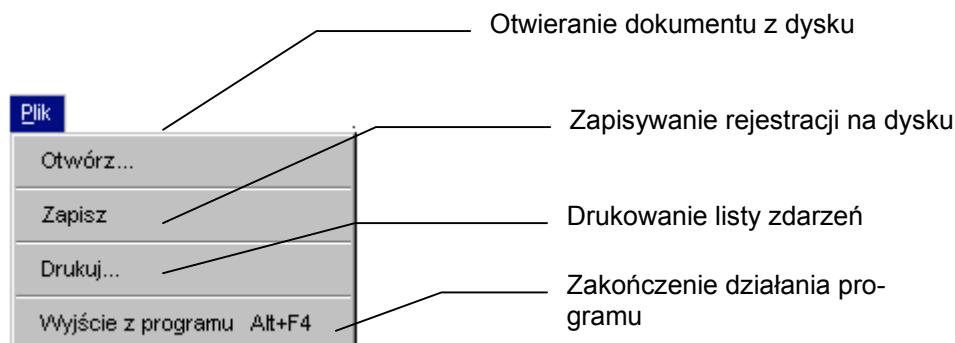 Otwieranie dokumentu z dysku
Plik
Zapisywanie rejestracji na dysku
Otwórz...
Zapisz
Drukowanie listy zdarzeń
Drukuj...
Zakończenie działania pro-
gramu
Wyjście z programu Alt+F4